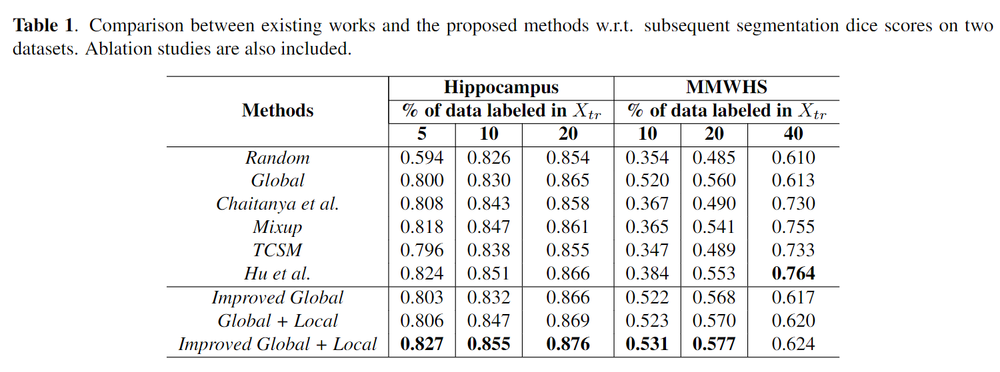 Table 1. Comparison between existing works and the proposed methods w.r.t. subsequent segmentation dice scores on two
datasets. Ablation studies are also included.
Methods Hippocampus MMWHS
% of data labeled in X_tr % of data labeled in X_tr
5 10 20 10 20 40
Random 0.594 0.826 0.854 0.354 0.485 0.610
Global 0.800 0.830 0.865 0.520 0.560 0.613
Chaitanya et al. 0.808 0.843 0.858 0.367 0.490 0.730
Mixup 0.818 0.847 0.861 0.365 0.541 0.755
TCSM 0.796 0.838 0.855 0.347 0.489 0.733
Hu et al. 0.824 0.851 0.866 0.384 0.553 0.764
Improved Global 0.803 0.832 0.866 0.522 0.568 0.617
Global + Local 0.806 0.847 0.869 0.523 0.570 0.620
Improved Global + Local 0.827 0.855 0.876 0.531 0.577 0.624